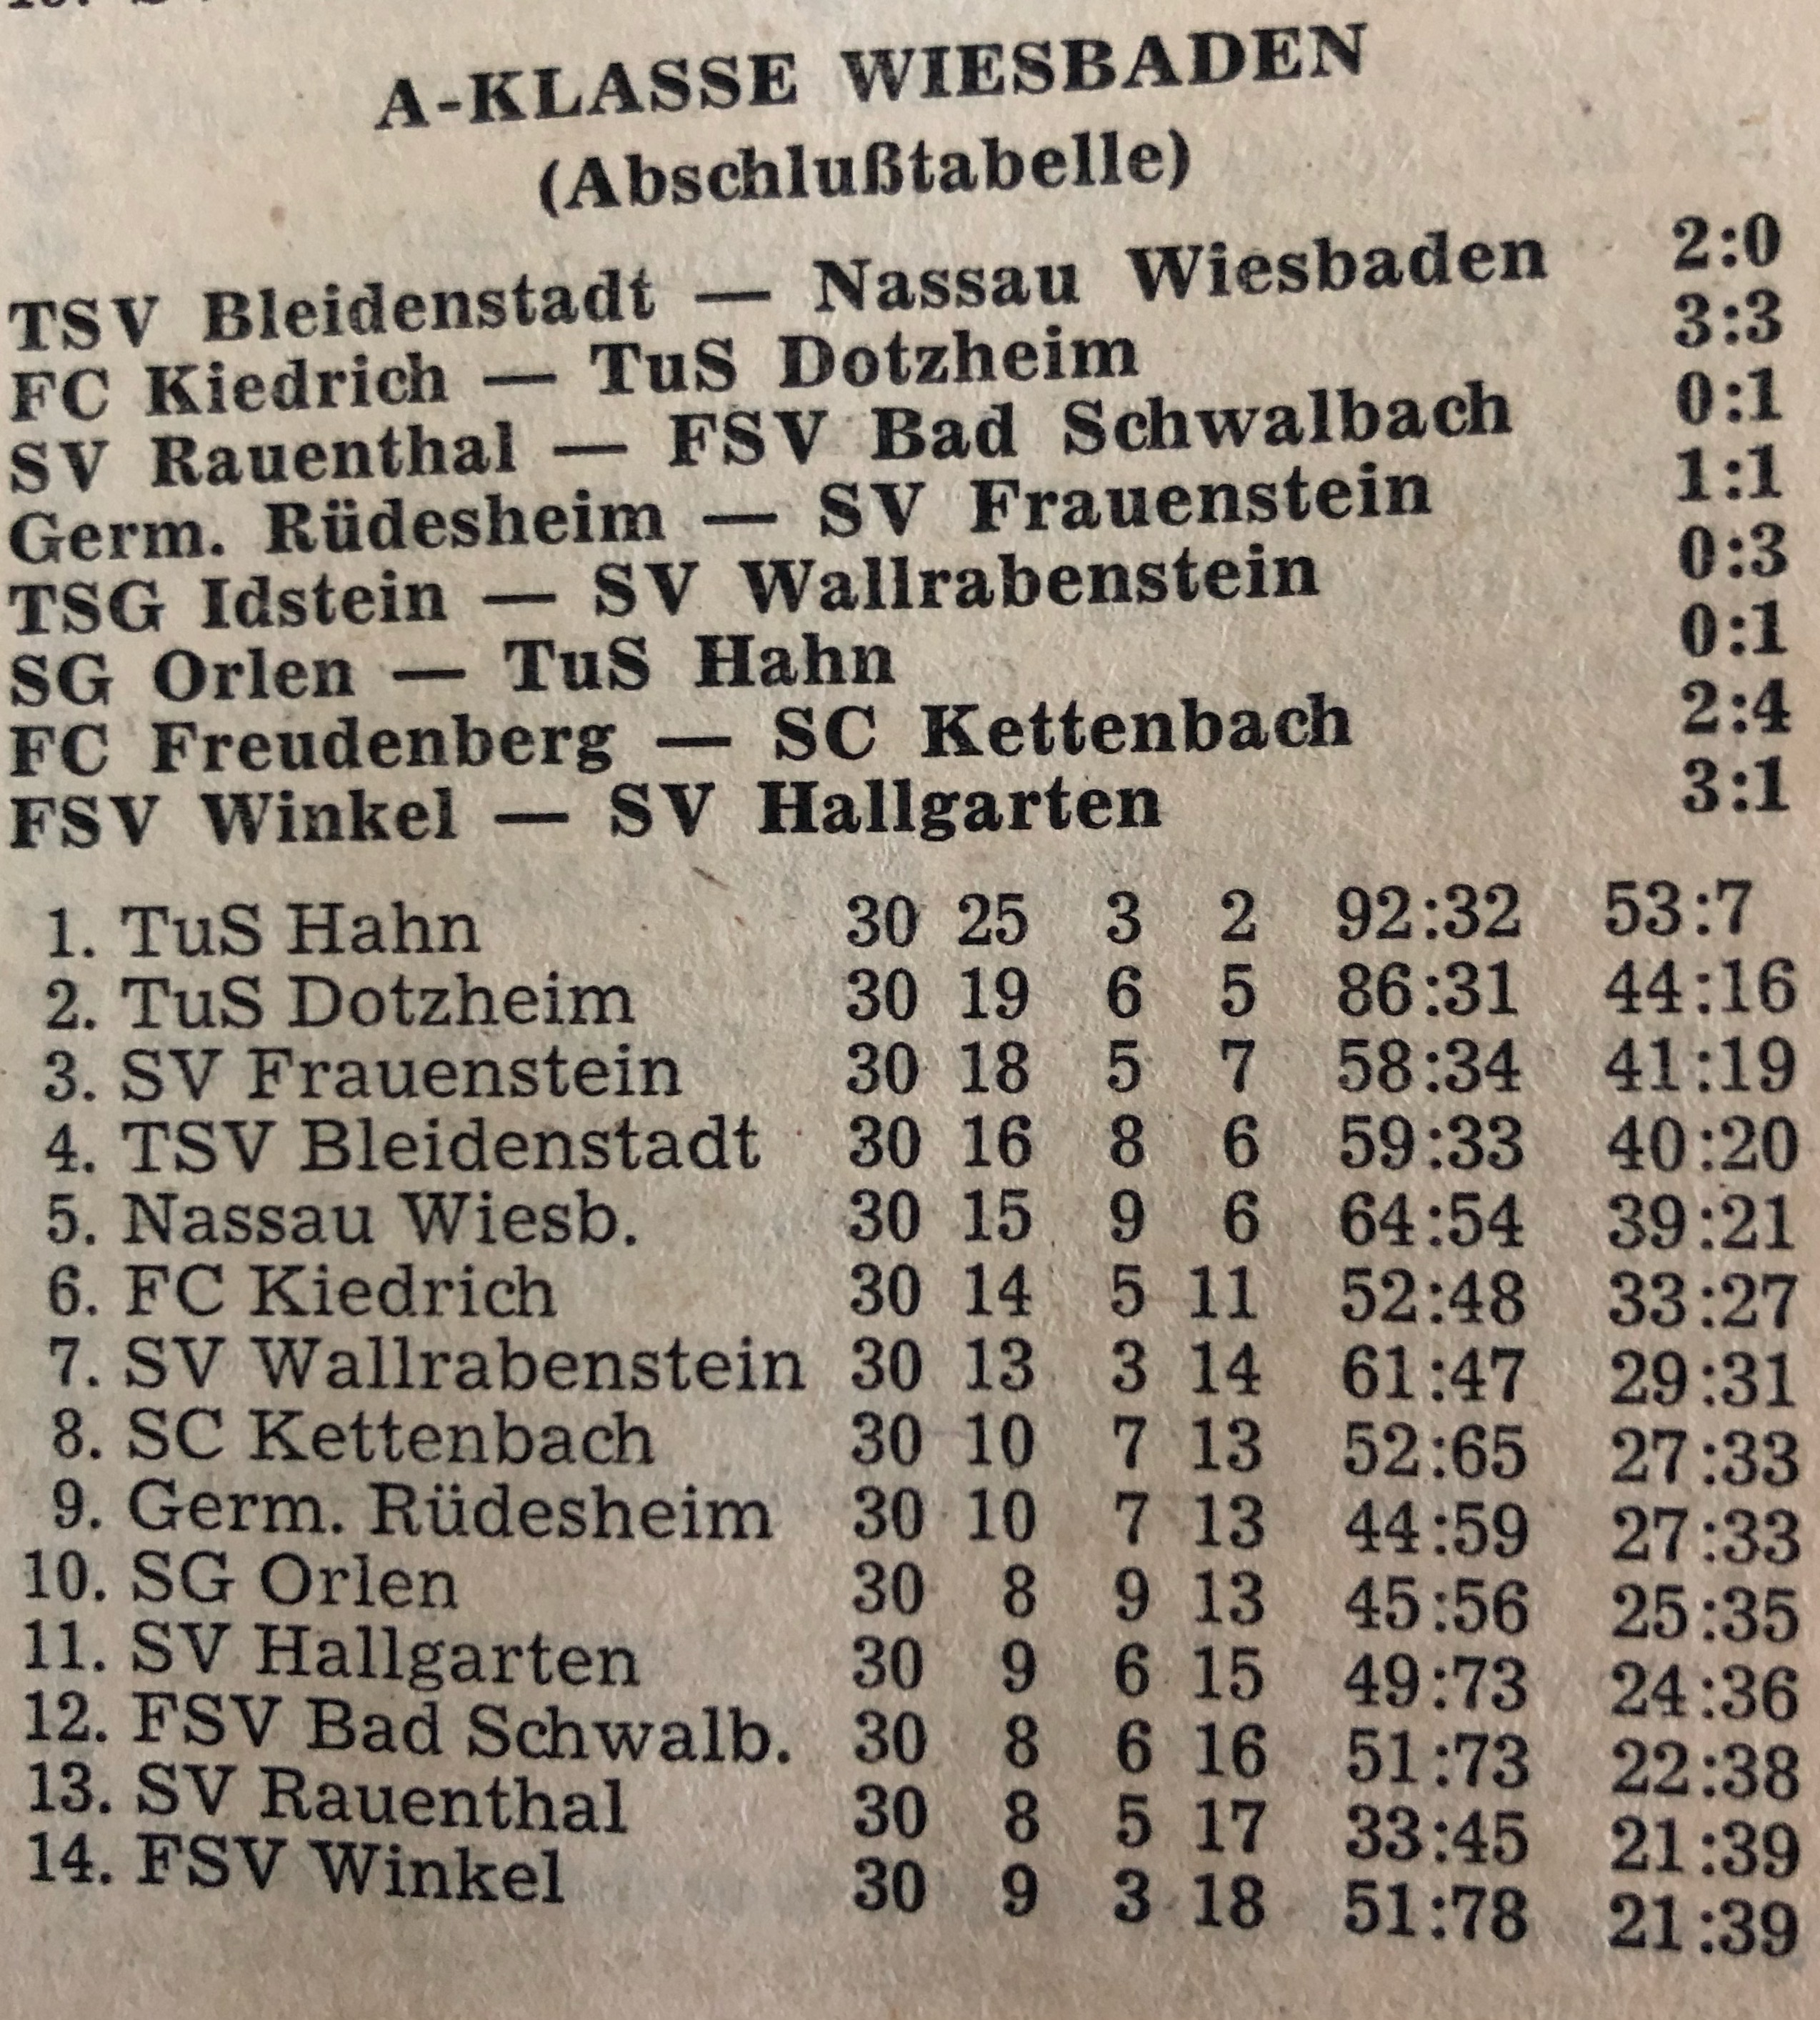 A-KLASSE WIESBADEN
(Abschlußtabelle)
TSV Bleidenstadt — Nassau Wiesbaden 2:0
FC Kiedrich — TuS Dotzheim 3:3
SV Rauenthal — FSV Bad Schwalbach 0:1
Germ. Rüdesheim — SV Frauenstein 1:1
TSG Idstein — SV Wallrabenstein 0:3
SG Orlen — TuS Hahn 0:1
FC Freudenberg — SC Kettenbach 2:4
FSV Winkel — SV Hallgarten 3:1
1. TuS Hahn 30 25 3 2 92:32 53:7
2. TuS Dotzheim 30 19 6 5 86:31 44:16
3. SV Frauenstein 30 18 5 7 58:34 41:19
4. TSV Bleidenstadt 30 16 8 6 59:33 40:20
5. Nassau Wiesb. 30 15 9 6 64:54 39:21
6. FC Kiedrich 30 14 5 11 52:48 33:27
7. SV Wallrabenstein 30 13 3 14 61:47 29:31
8. SC Kettenbach 30 10 7 13 52:65 27:33
9. Germ. Rüdesheim 30 10 7 13 44:59 27:33
10. SG Orlen 30 8 9 13 45:56 25:35
11. SV Hallgarten 30 9 6 15 49:73 24:36
12. FSV Bad Schwalb. 30 8 6 16 51:73 22:38
13. SV Rauenthal 30 8 5 17 33:45 21:39
14. FSV Winkel 30 9 3 18 51:78 21:39